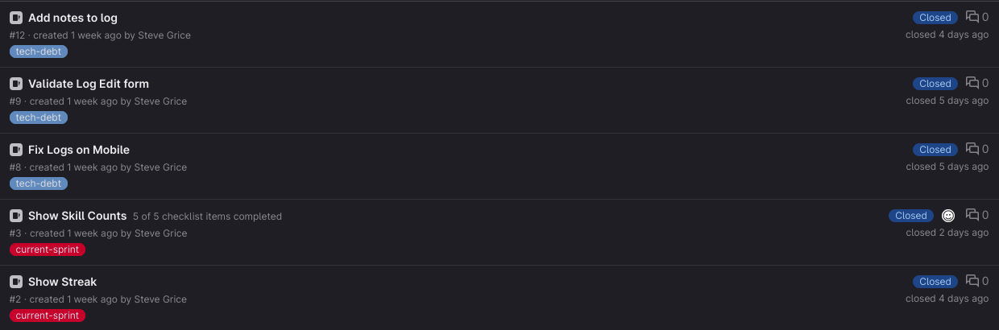 Add notes to log Closed 0
#12 · created 1 week ago by Steve Grice closed 4 days ago
tech-debt
Validate Log Edit form Closed 0
#9 · created 1 week ago by Steve Grice closed 5 days ago
tech-debt
Fix Logs on Mobile Closed 0
#8 · created 1 week ago by Steve Grice closed 5 days ago
tech-debt
Show Skill Counts 5 of 5 checklist items completed Closed 0
#3 · created 1 week ago by Steve Grice closed 2 days ago
current-sprint
Show Streak Closed 0
#2 · created 1 week ago by Steve Grice closed 4 days ago
current-sprint